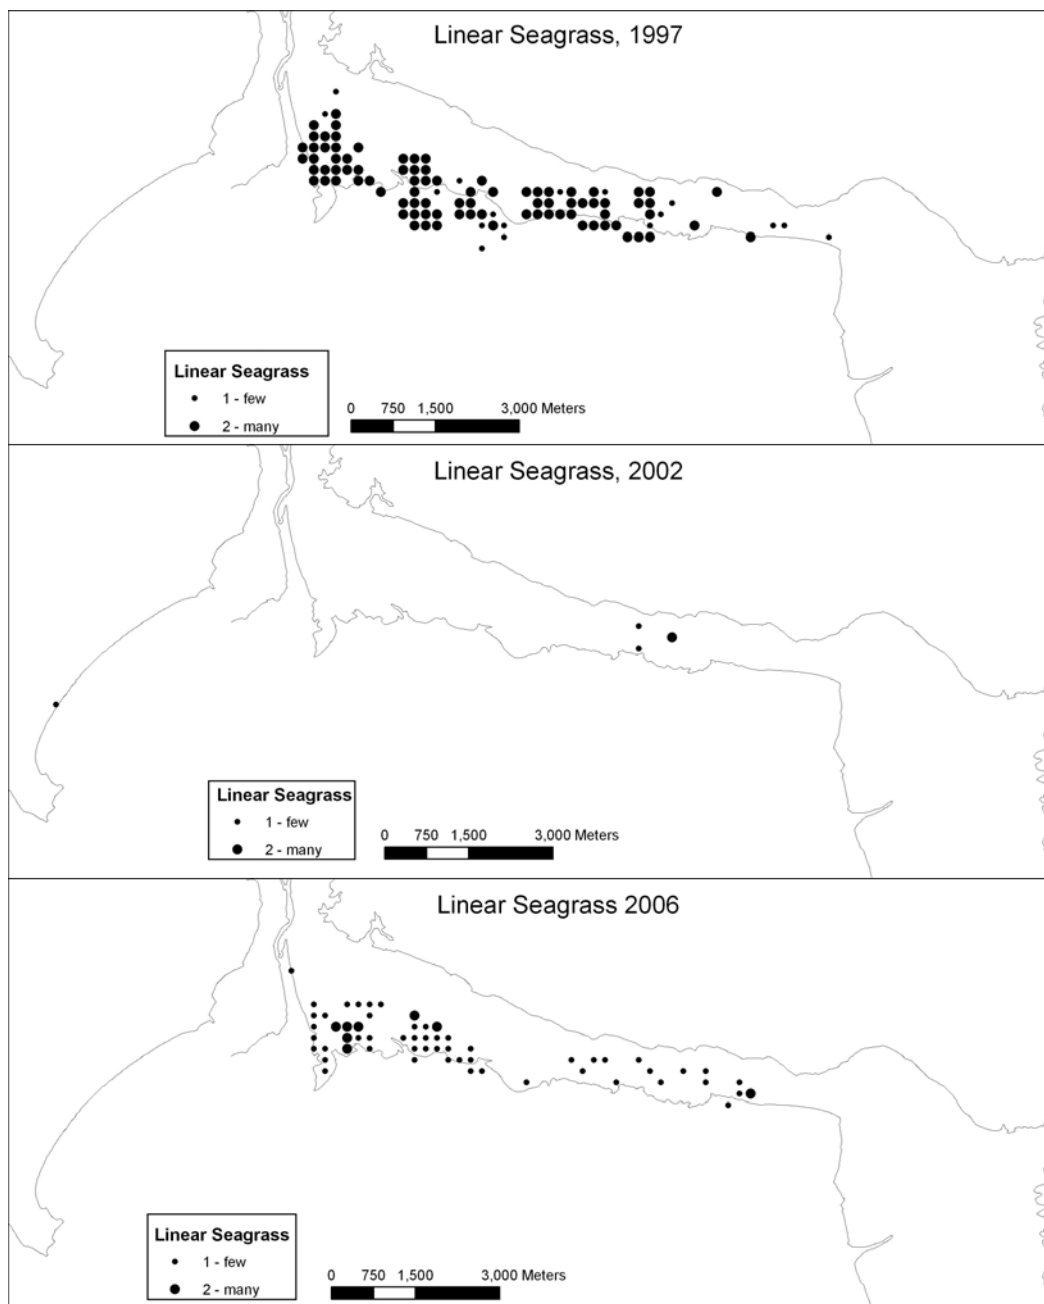 Linear Seagrass, 1997
Linear Seagrass
1 - few
2 - many
0 750 1,500 3,000 Meters
Linear Seagrass, 2002
Linear Seagrass
1 - few
2 - many
0 750 1,500 3,000 Meters
Linear Seagrass 2006
Linear Seagrass
1 - few
2 - many
0 750 1,500 3,000 Meters